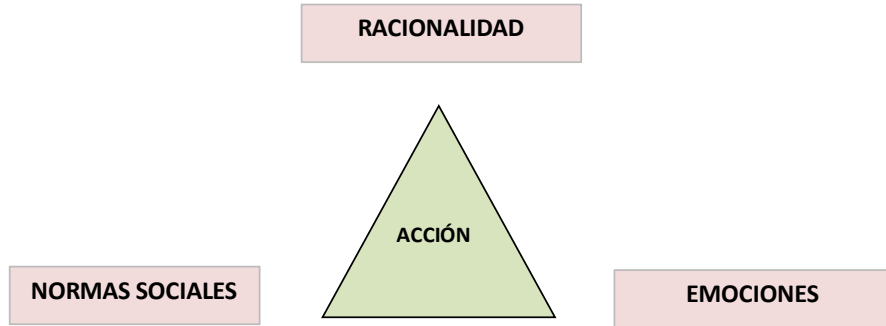 RACIONALIDAD
ACCIÓN
NORMAS SOCIALES
EMOCIONES